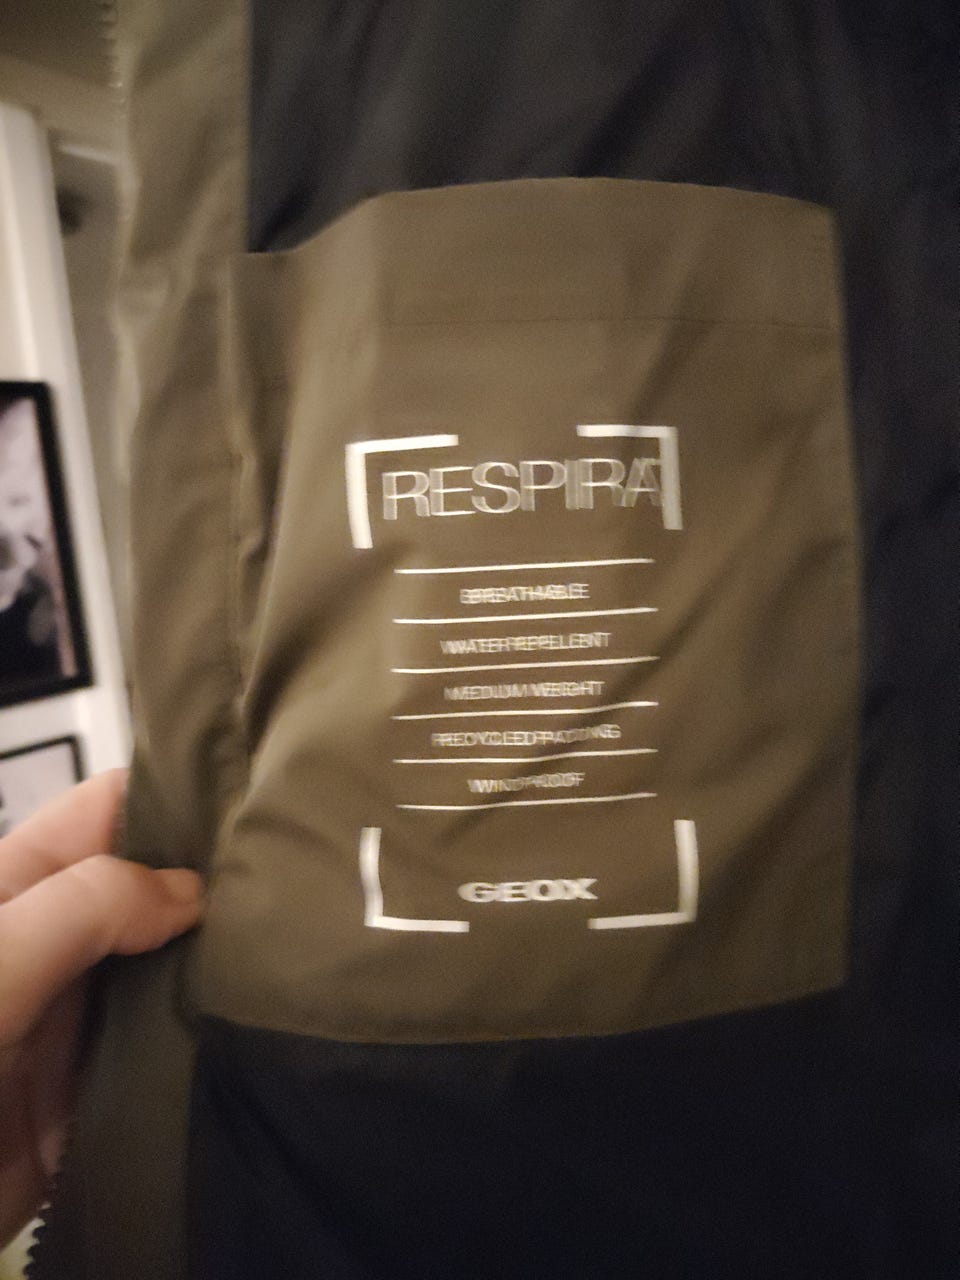 RESPIRA
BREATHABLE
WATER REPELLENT
MEDIUM WEIGHT
RECYCLED PADDING
WINDPROOF
GEOX